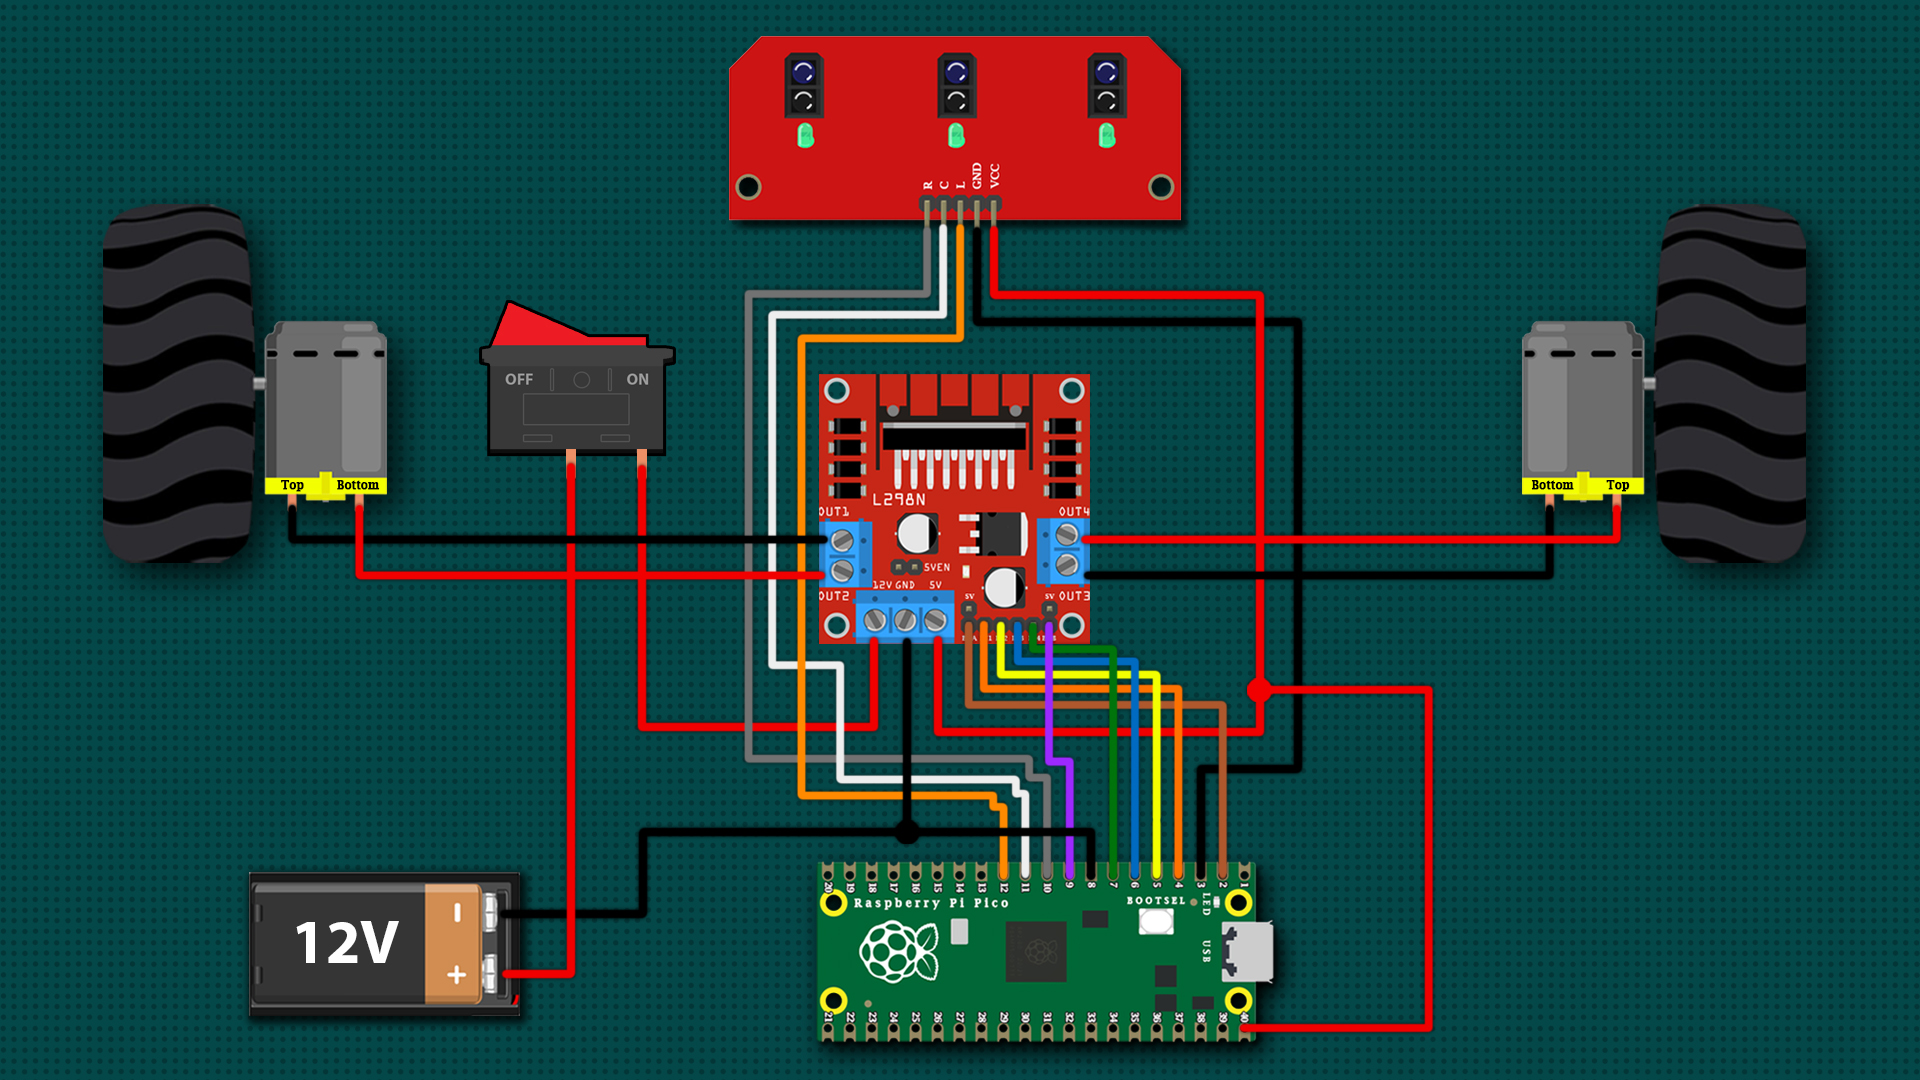 R C L GND VCC
OFF ON
Top Bottom
Bottom Top
L298N
OUT1 OUT4
5VEN
12V GND 5V
5V 5V
OUT2 OUT3
12V
- +
20 19 18 17 16 15 14 13 12 11 10 9 8 7 6 5 4 3 2 1
Raspberry Pi Pico
BOOTSEL
LED
USB
21 22 23 24 25 26 27 28 29 30 31 32 33 34 35 36 37 38 39 40